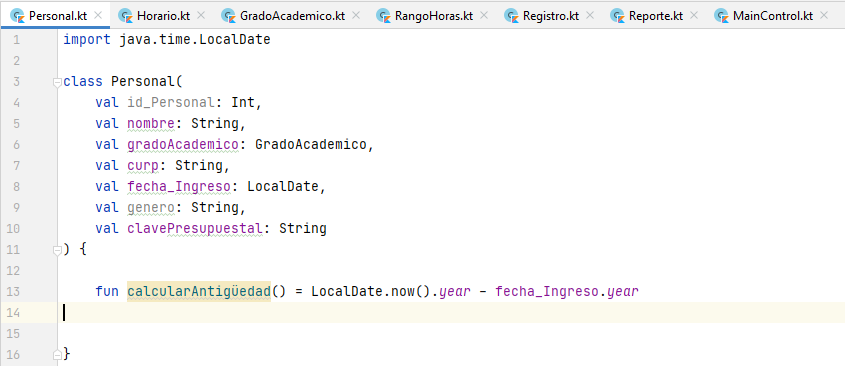 Personal.kt Horario.kt GradoAcademico.kt RangoHoras.kt Registro.kt Reporte.kt MainControl.kt
1 import java.time.LocalDate
2
3 class Personal(
4 val id_Personal: Int,
5 val nombre: String,
6 val gradoAcademico: GradoAcademico,
7 val curp: String,
8 val fecha_Ingreso: LocalDate,
9 val genero: String,
10 val clavePresupuestal: String
11 ) {
12
13 fun calcularAntigüedad() = LocalDate.now().year - fecha_Ingreso.year
14
15
16 }